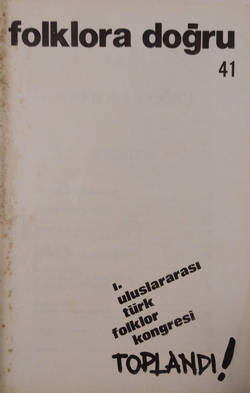 folklora doğru
41
ı.
uluslararası
türk
folklor
kongresi
TOPLANDI!